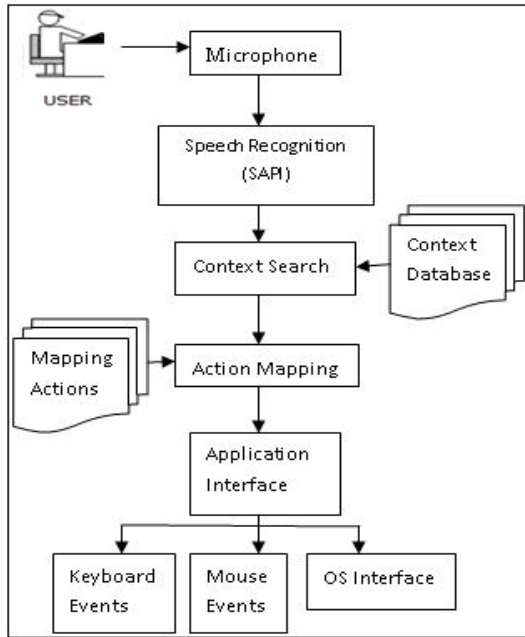 USER
Microphone
Speech Recognition
(SAPI)
Context Search
Context
Database
Mapping
Actions
Action Mapping
Application
Interface
Keyboard
Events
Mouse
Events
OS Interface